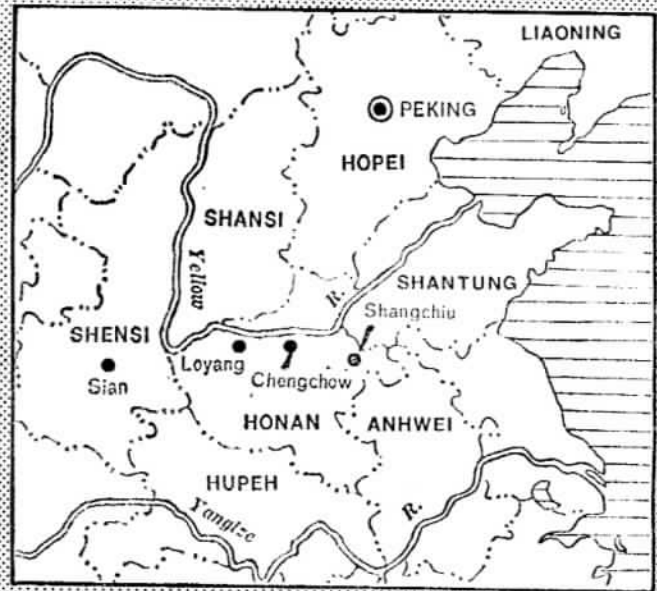 LIAONING
PEKING
HOPEI
SHANSI
Yellow
R.
SHANTUNG
Shangchiu
SHENSI
Loyang
Sian
Chengchow
HONAN
ANHWEI
HUPEH
Yangtze
R.